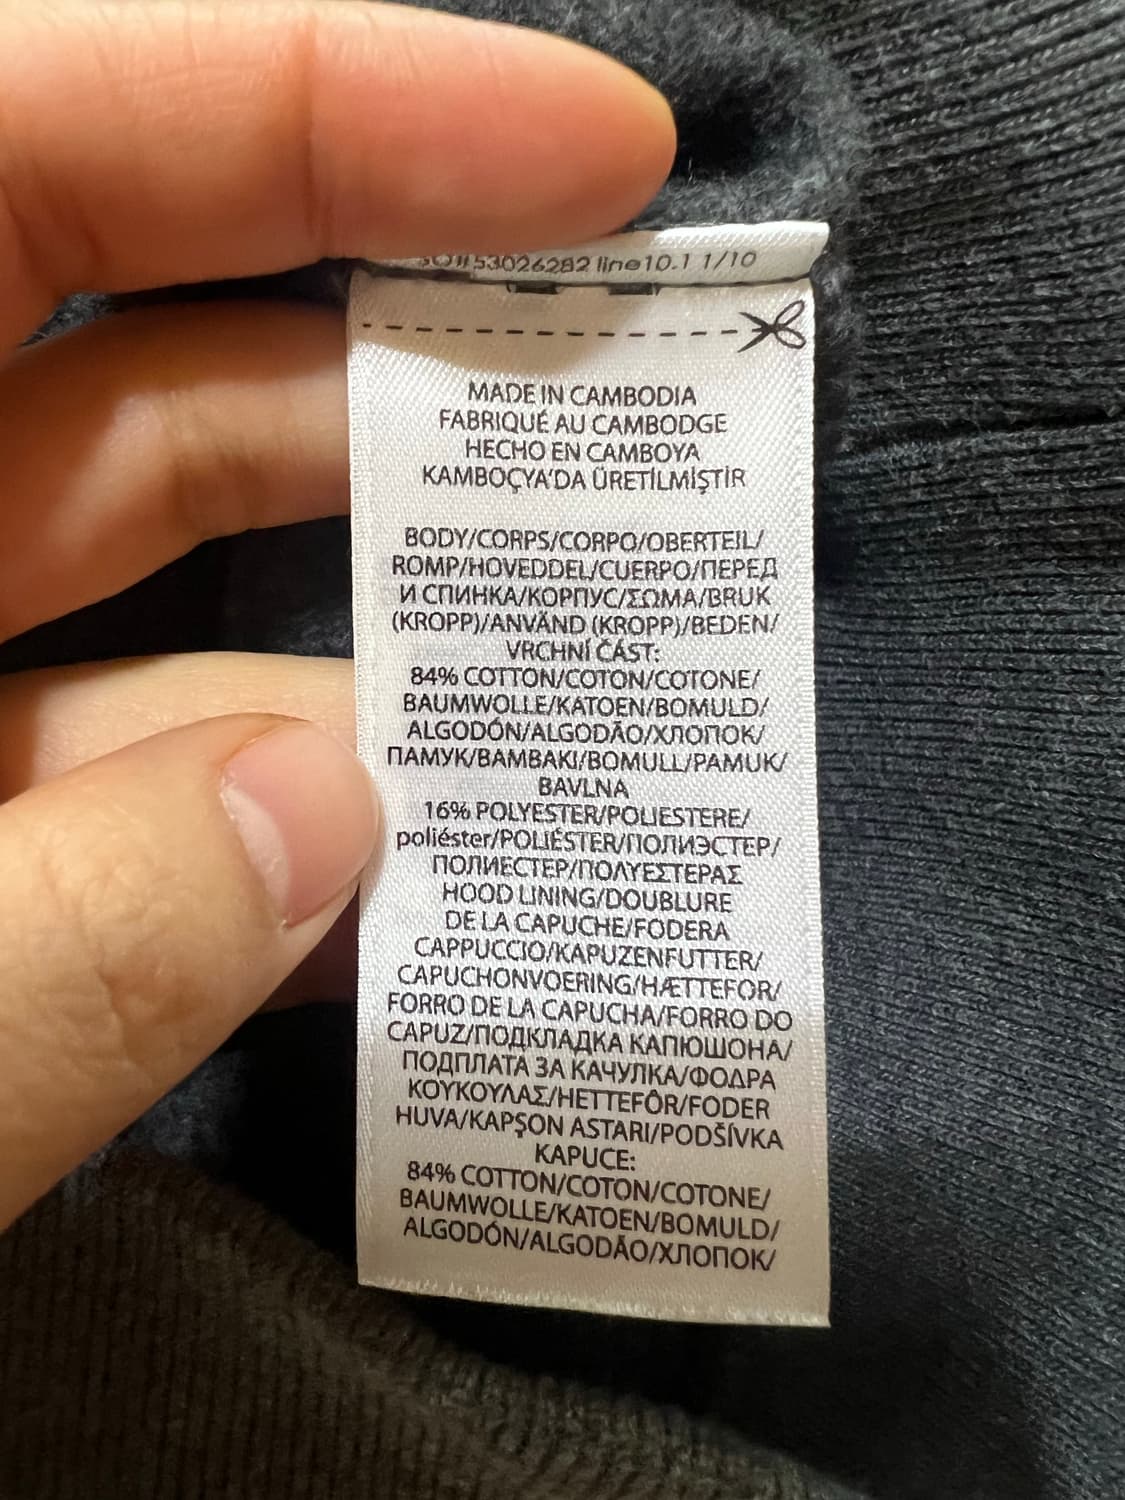 53026282 line10.1 1/10
MADE IN CAMBODIA
FABRIQUÉ AU CAMBODGE
HECHO EN CAMBOYA
KAMBOÇYA'DA ÜRETİLMİŞTİR
BODY/CORPS/CORPO/OBERTEIL/
ROMP/HOVEDDEL/CUERPO/ПЕРЕД
И СПИНКА/КОРПУС/ΣΩΜΑ/BRUK
(KROPP)/ANVÄND (KROPP)/BEDEN/
VRCHNÍ ČÁST:
84% COTTON/COTON/COTONE/
BAUMWOLLE/KATOEN/BOMULD/
ALGODÓN/ALGODÃO/ХЛОПОК/
ПАМУК/ΒΑΜΒΑΚΙ/BOMULL/PAMUK/
BAVLNA
16% POLYESTER/POLIESTERE/
poliéster/POLIÉSTER/ПОЛИЭСТЕР/
ПОЛИЕСТЕР/ΠΟΛΥΕΣΤΕΡΑΣ
HOOD LINING/DOUBLURE
DE LA CAPUCHE/FODERA
CAPPUCCIO/KAPUZENFUTTER/
CAPUCHONVOERING/HÆTTEFOR/
FORRO DE LA CAPUCHA/FORRO DO
CAPUZ/ПОДКЛАДКА КАПЮШОНА/
ПОДПЛАТА ЗА КАЧУЛКА/ΦΟΔΡΑ
ΚΟΥΚΟΥΛΑΣ/HETTEFÔR/FODER
HUVA/KAPŞON ASTARI/PODŠÍVKA
KAPUCE:
84% COTTON/COTON/COTONE/
BAUMWOLLE/KATOEN/BOMULD/
ALGODÓN/ALGODÃO/ХЛОПОК/